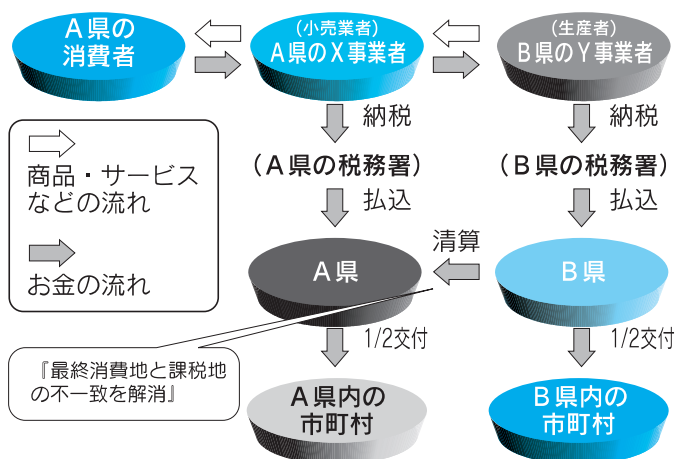 A県の
消費者
(小売業者)
A県のX事業者
(生産者)
B県のY事業者
納税
納税
(A県の税務署)
(B県の税務署)
払込
払込
商品・サービス
などの流れ
お金の流れ
清算
A県
B県
1/2交付
1/2交付
『最終消費地と課税地
の不一致を解消』
A県内の
市町村
B県内の
市町村